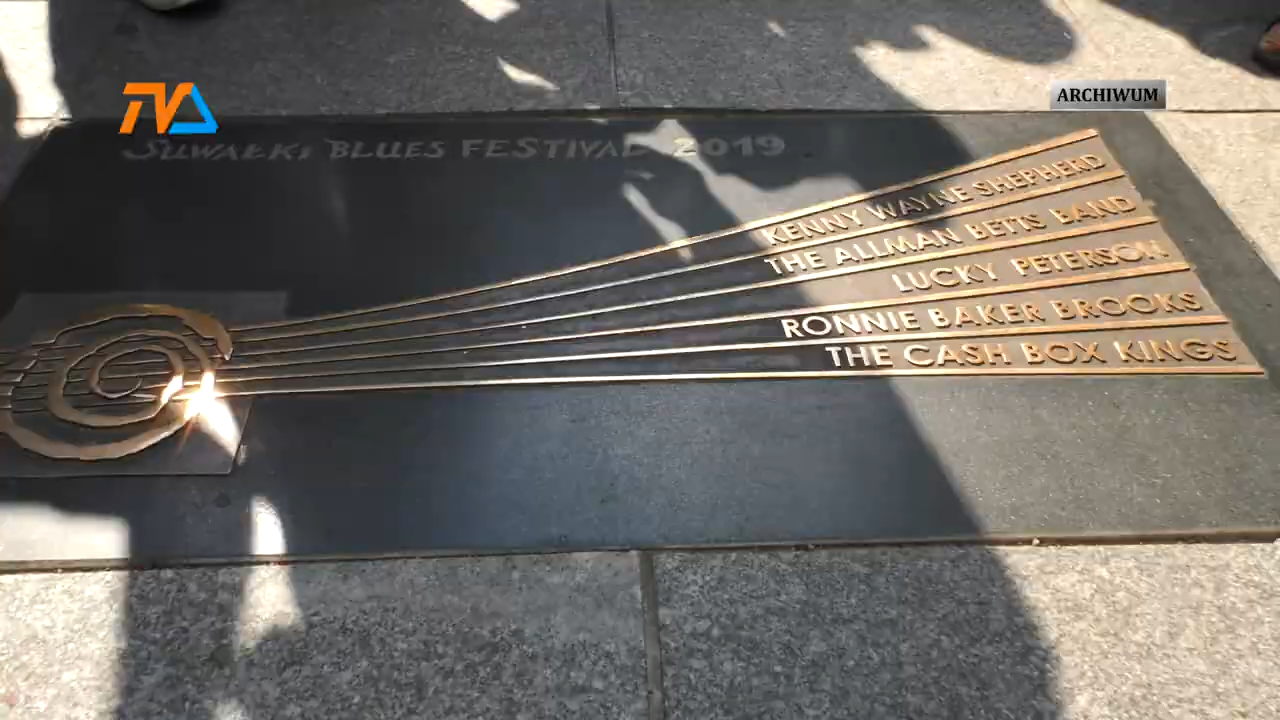 TVA
ARCHIWUM
SUWAŁKI BLUES FESTIVAL 2019
KENNY WAYNE SHEPHERD
THE ALLMAN BETTS BAND
LUCKY PETERSON
RONNIE BAKER BROOKS
THE CASH BOX KINGS